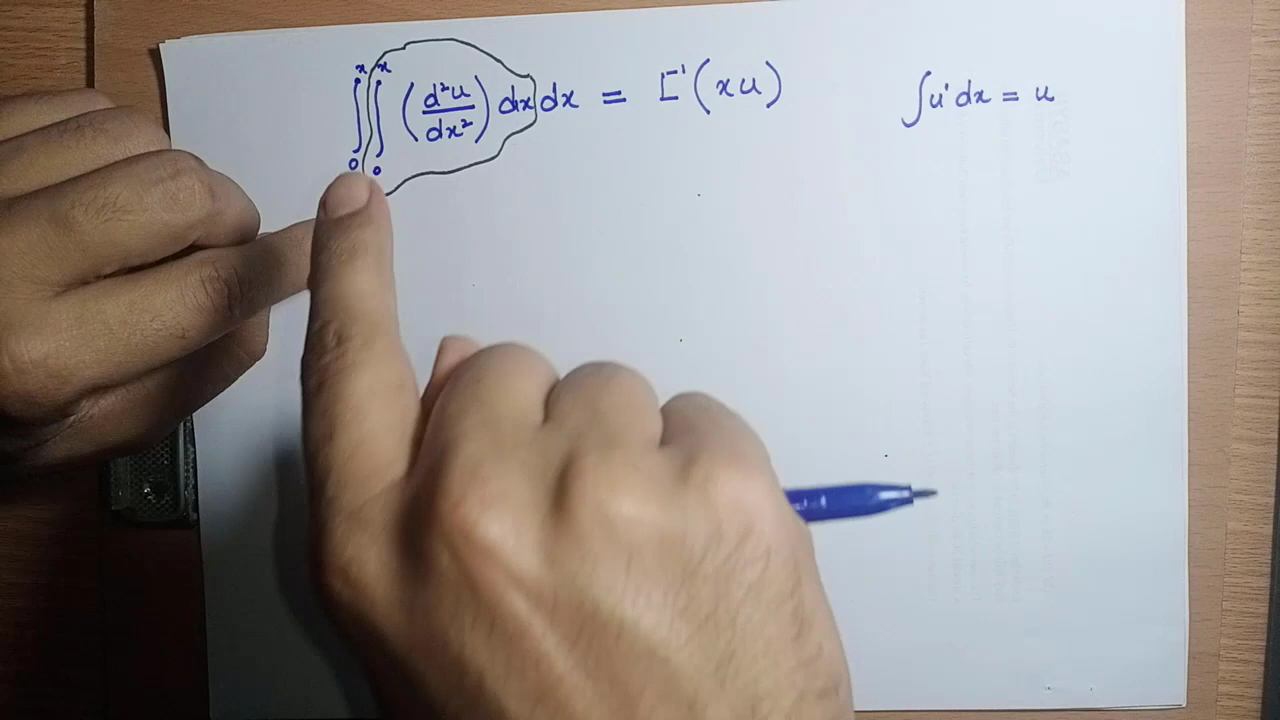 ∫₀ˣ ∫₀ˣ (d²u/dx²) dx dx = L⁻¹(xu)
∫u' dx = u